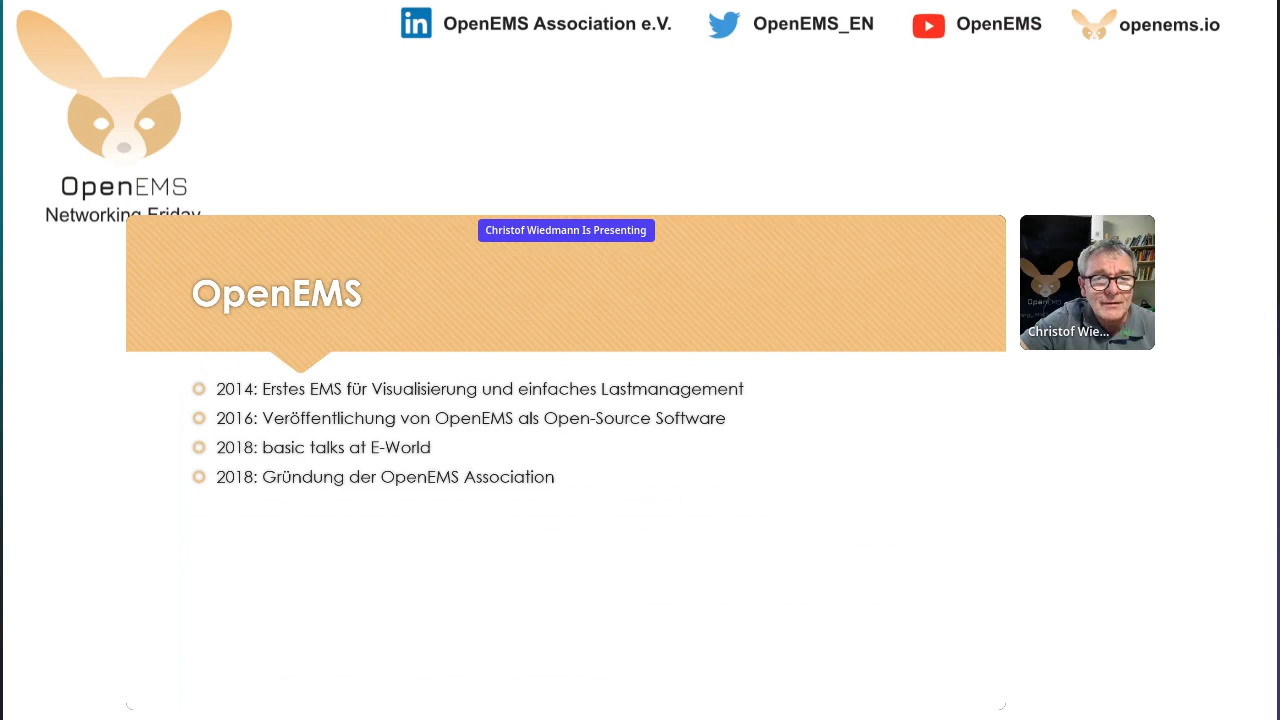 OpenEMS Association e.V.
OpenEMS_EN
OpenEMS
openems.io
OpenEMS
Networking Friday
Christof Wiedmann Is Presenting
OpenEMS
Christof Wie...
2014: Erstes EMS für Visualisierung und einfaches Lastmanagement
2016: Veröffentlichung von OpenEMS als Open-Source Software
2018: basic talks at E-World
2018: Gründung der OpenEMS Association